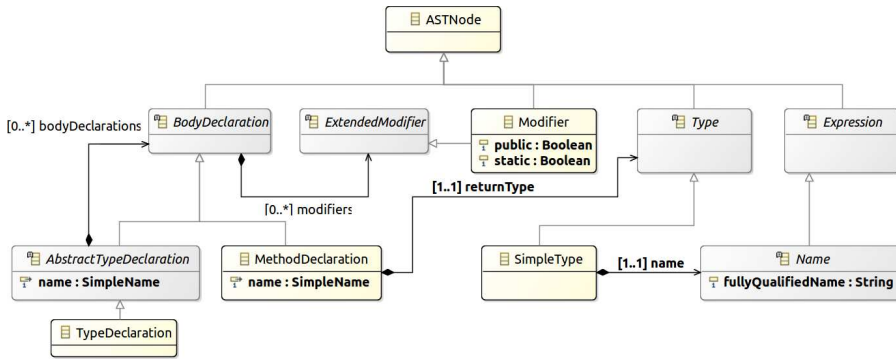 ASTNode
[0..*] bodyDeclarations
BodyDeclaration
ExtendedModifier
Modifier
public : Boolean
static : Boolean
Type
Expression
[0..*] modifiers
[1..1] returnType
AbstractTypeDeclaration
name : SimpleName
MethodDeclaration
name : SimpleName
SimpleType
[1..1] name
Name
fullyQualifiedName : String
TypeDeclaration